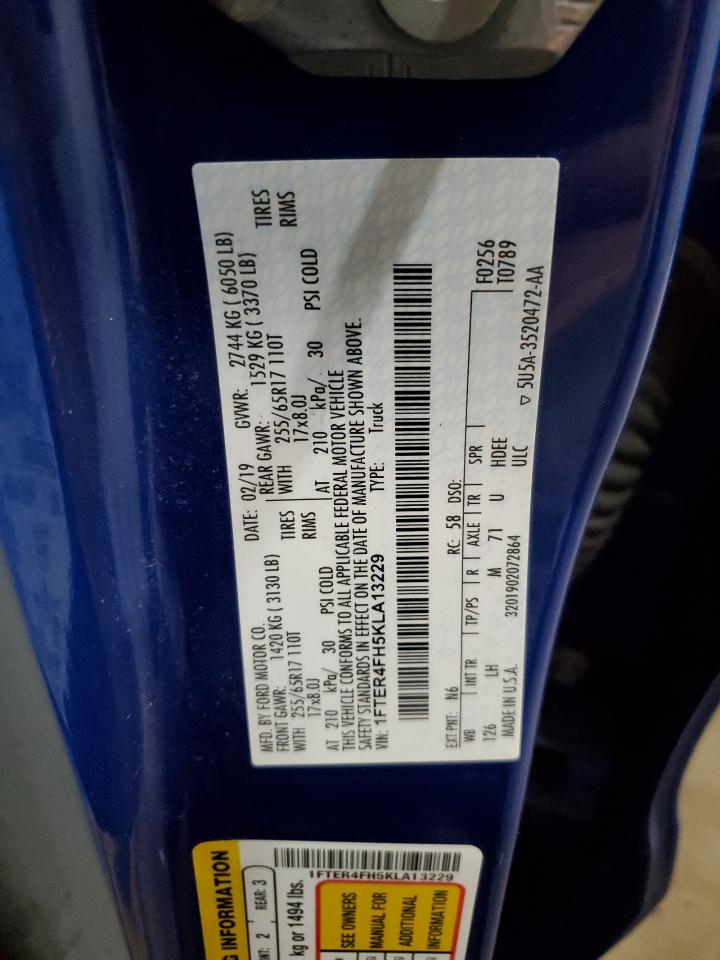 MFD. BY FORD MOTOR CO.
DATE: 02/19 GVWR: 2744 KG ( 6050 LB)
FRONT GAWR: 1420 KG ( 3130 LB) REAR GAWR: 1529 KG ( 3370 LB)
WITH 255/65R17 110T TIRES WITH 255/65R17 110T TIRES
17x8.0J RIMS 17x8.0J RIMS
AT 210 kPa/ 30 PSI COLD AT 210 kPa/ 30 PSI COLD
THIS VEHICLE CONFORMS TO ALL APPLICABLE FEDERAL MOTOR VEHICLE
SAFETY STANDARDS IN EFFECT ON THE DATE OF MANUFACTURE SHOWN ABOVE.
VIN: 1FTER4FH5KLA13229 TYPE: Truck
EXT PNT: N6 RC: 58 DSO: F0256
WB INT TR TP/PS R AXLE TR SPR T0789
126 LH M 71 U HDEE
MADE IN U.S.A. 3201902072864 ULC ▽ 5U5A-3520472-AA
G INFORMATION
NT: 2 REAR: 3
kg or 1494 lbs.
1FTER4FH5KLA13229
SEE OWNERS
MANUAL FOR
ADDITIONAL
INFORMATION